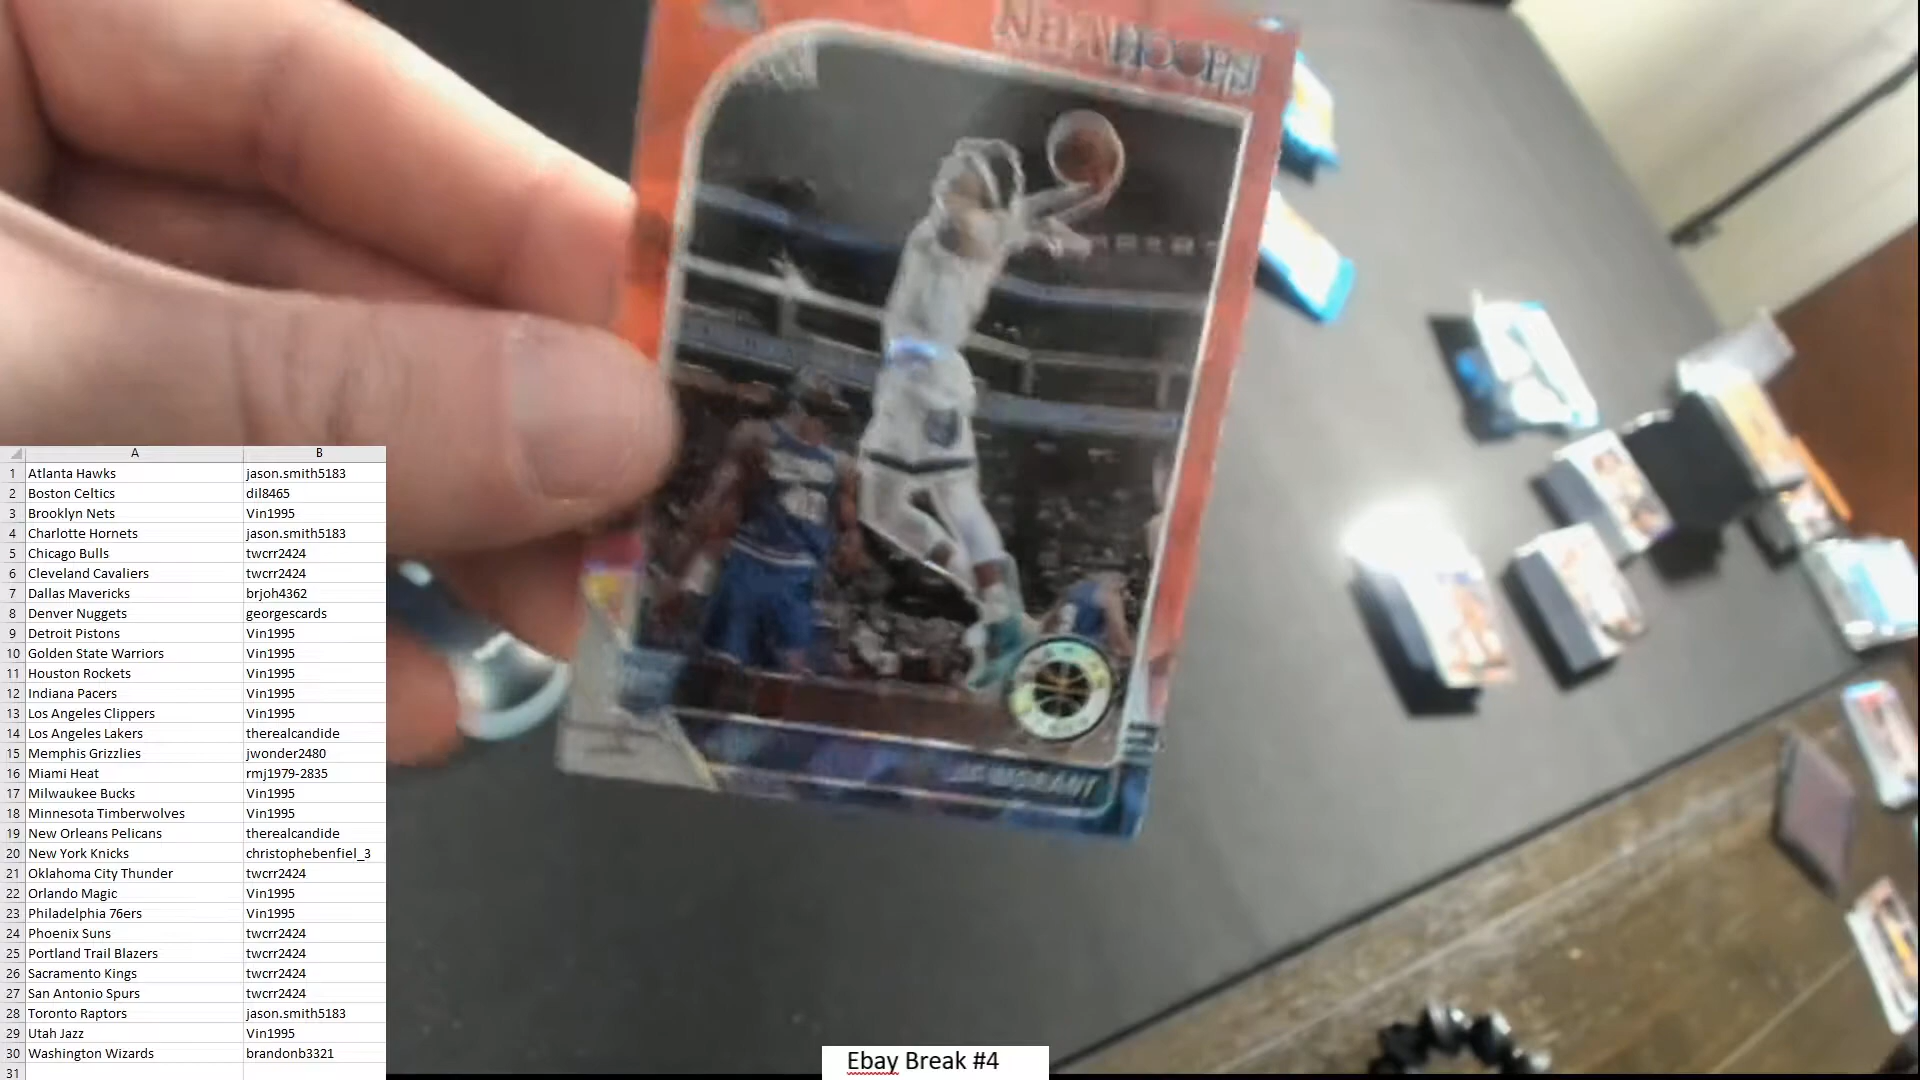 NBA HOOPS
JA MORANT
A B
1 Atlanta Hawks jason.smith5183
2 Boston Celtics dil8465
3 Brooklyn Nets Vin1995
4 Charlotte Hornets jason.smith5183
5 Chicago Bulls twcrr2424
6 Cleveland Cavaliers twcrr2424
7 Dallas Mavericks brjoh4362
8 Denver Nuggets georgescards
9 Detroit Pistons Vin1995
10 Golden State Warriors Vin1995
11 Houston Rockets Vin1995
12 Indiana Pacers Vin1995
13 Los Angeles Clippers Vin1995
14 Los Angeles Lakers therealcandide
15 Memphis Grizzlies jwonder2480
16 Miami Heat rmj1979-2835
17 Milwaukee Bucks Vin1995
18 Minnesota Timberwolves Vin1995
19 New Orleans Pelicans therealcandide
20 New York Knicks christophebenfiel_3
21 Oklahoma City Thunder twcrr2424
22 Orlando Magic Vin1995
23 Philadelphia 76ers Vin1995
24 Phoenix Suns twcrr2424
25 Portland Trail Blazers twcrr2424
26 Sacramento Kings twcrr2424
27 San Antonio Spurs twcrr2424
28 Toronto Raptors jason.smith5183
29 Utah Jazz Vin1995
30 Washington Wizards brandonb3321
31
Ebay Break #4